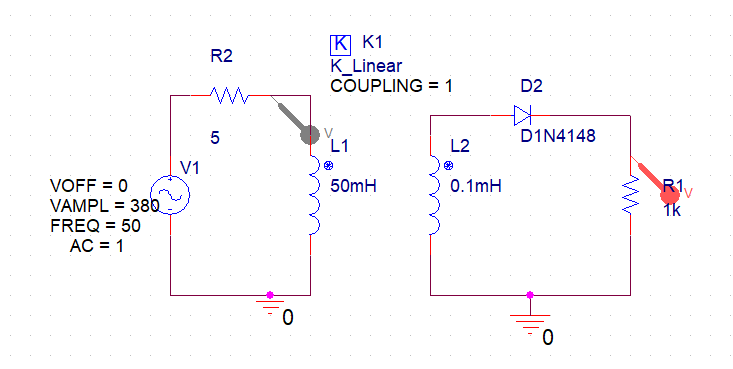 K K1
K_Linear
COUPLING = 1
R2
5
V
L1
50mH
V1
VOFF = 0
VAMPL = 380
FREQ = 50
AC = 1
0
D2
D1N4148
L2
0.1mH
R1
V
1k
0